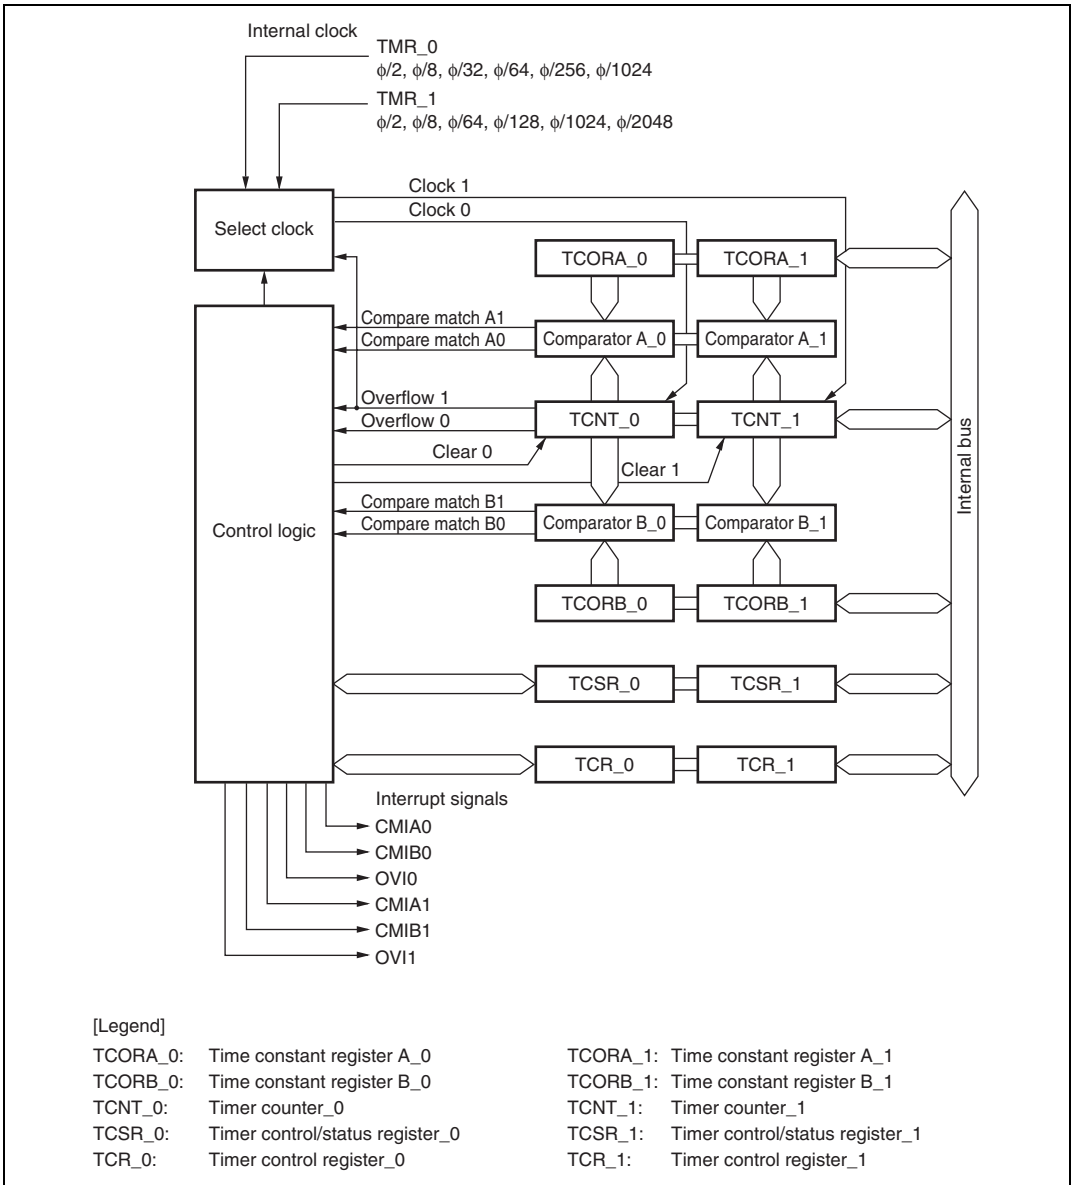 Internal clock
TMR_0
ϕ/2, ϕ/8, ϕ/32, ϕ/64, ϕ/256, ϕ/1024
TMR_1
ϕ/2, ϕ/8, ϕ/64, ϕ/128, ϕ/1024, ϕ/2048
Select clock
Clock 1
Clock 0
TCORA_0
TCORA_1
Compare match A1
Compare match A0
Comparator A_0
Comparator A_1
Overflow 1
Overflow 0
TCNT_0
TCNT_1
Clear 0
Clear 1
Compare match B1
Compare match B0
Comparator B_0
Comparator B_1
Control logic
Internal bus
TCORB_0
TCORB_1
TCSR_0
TCSR_1
TCR_0
TCR_1
Interrupt signals
CMIA0
CMIB0
OVI0
CMIA1
CMIB1
OVI1
[Legend]
TCORA_0: Time constant register A_0
TCORB_0: Time constant register B_0
TCNT_0: Timer counter_0
TCSR_0: Timer control/status register_0
TCR_0: Timer control register_0
TCORA_1: Time constant register A_1
TCORB_1: Time constant register B_1
TCNT_1: Timer counter_1
TCSR_1: Timer control/status register_1
TCR_1: Timer control register_1